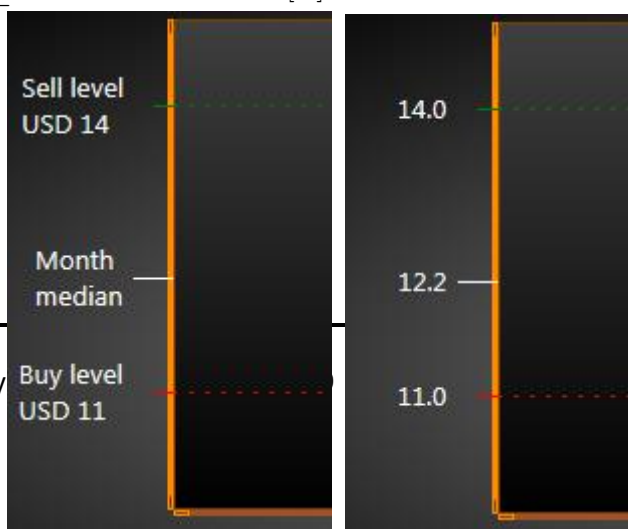 Sell level
USD 14
Month
median
Buy level
USD 11
14.0
12.2
11.0